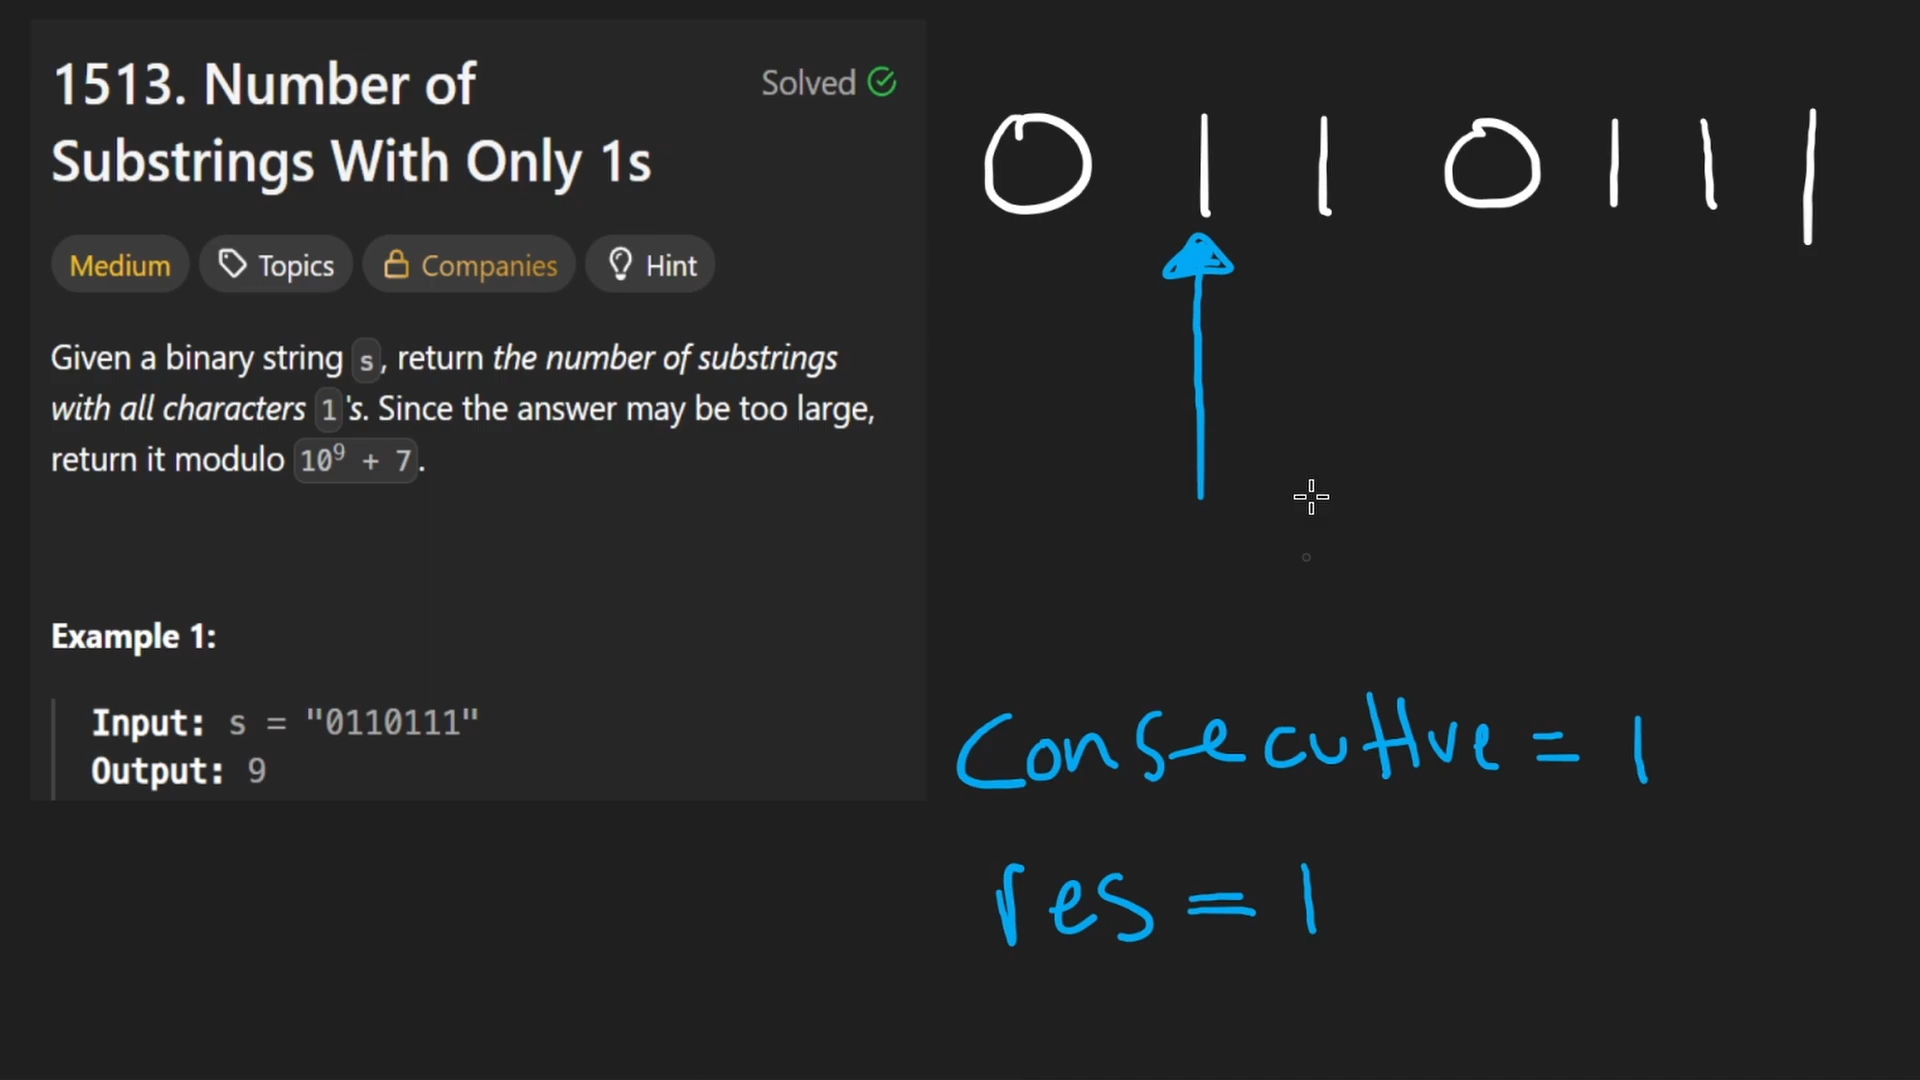 1513. Number of
Substrings With Only 1s
Solved
Medium
Topics
Companies
Hint
Given a binary string s, return the number of substrings
with all characters 1's. Since the answer may be too large,
return it modulo 10⁹ + 7.
Example 1:
Input: s = "0110111"
Output: 9
0 1 1 0 1 1 1
Consecutive = 1
res = 1